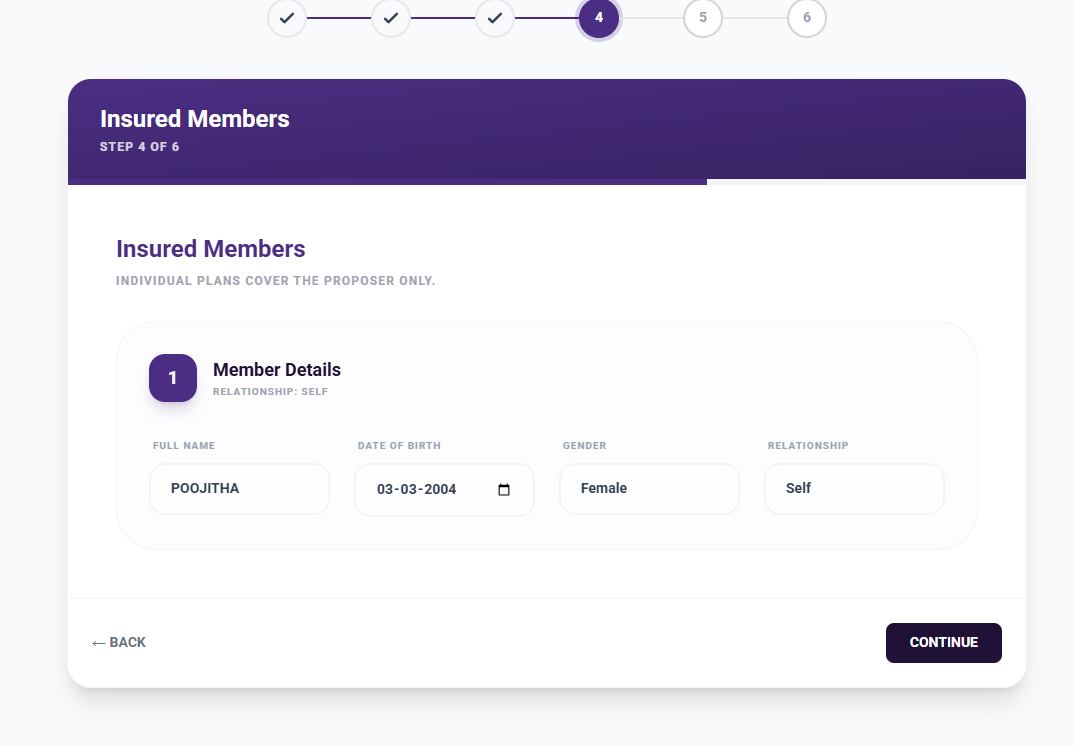 4 5 6
Insured Members
STEP 4 OF 6
Insured Members
INDIVIDUAL PLANS COVER THE PROPOSER ONLY.
1
Member Details
RELATIONSHIP: SELF
FULL NAME DATE OF BIRTH GENDER RELATIONSHIP
POOJITHA 03-03-2004 Female Self
← BACK CONTINUE